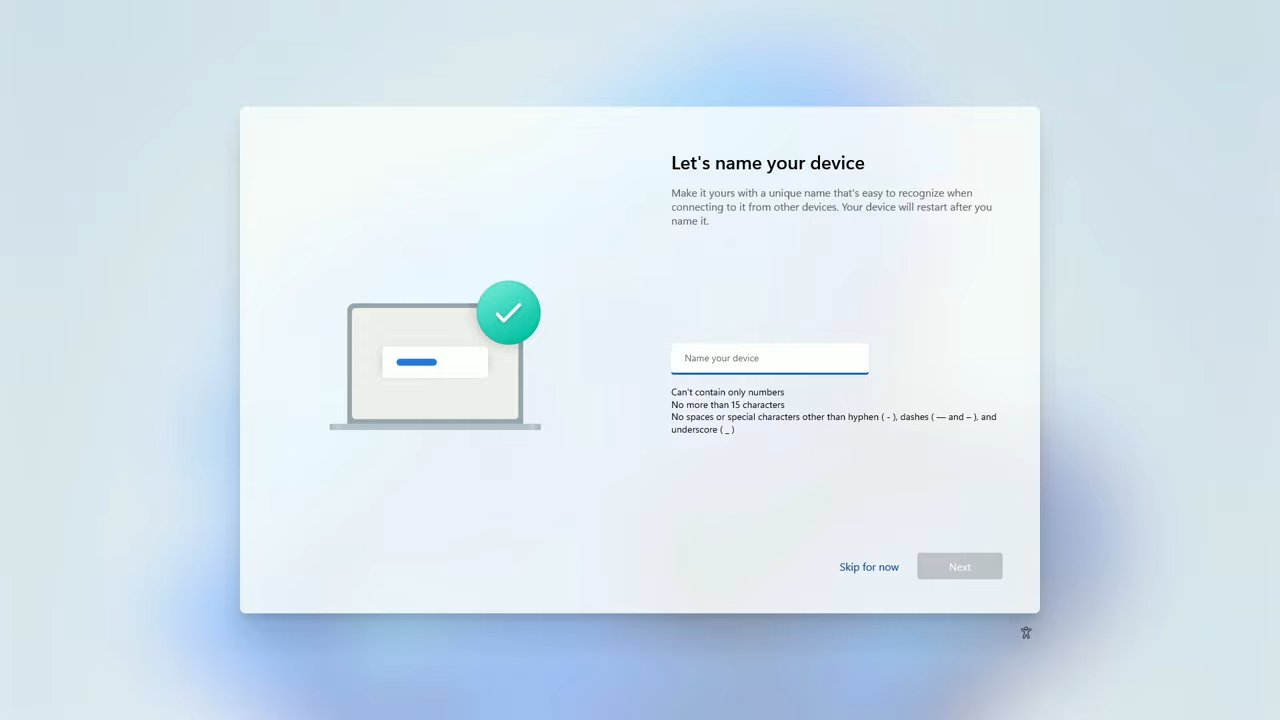 Let's name your device
Make it yours with a unique name that's easy to recognize when
connecting to it from other devices. Your device will restart after you
name it.
Name your device
Can't contain only numbers
No more than 15 characters
No spaces or special characters other than hyphen ( - ), dashes ( — and – ), and
underscore ( _ )
Skip for now
Next